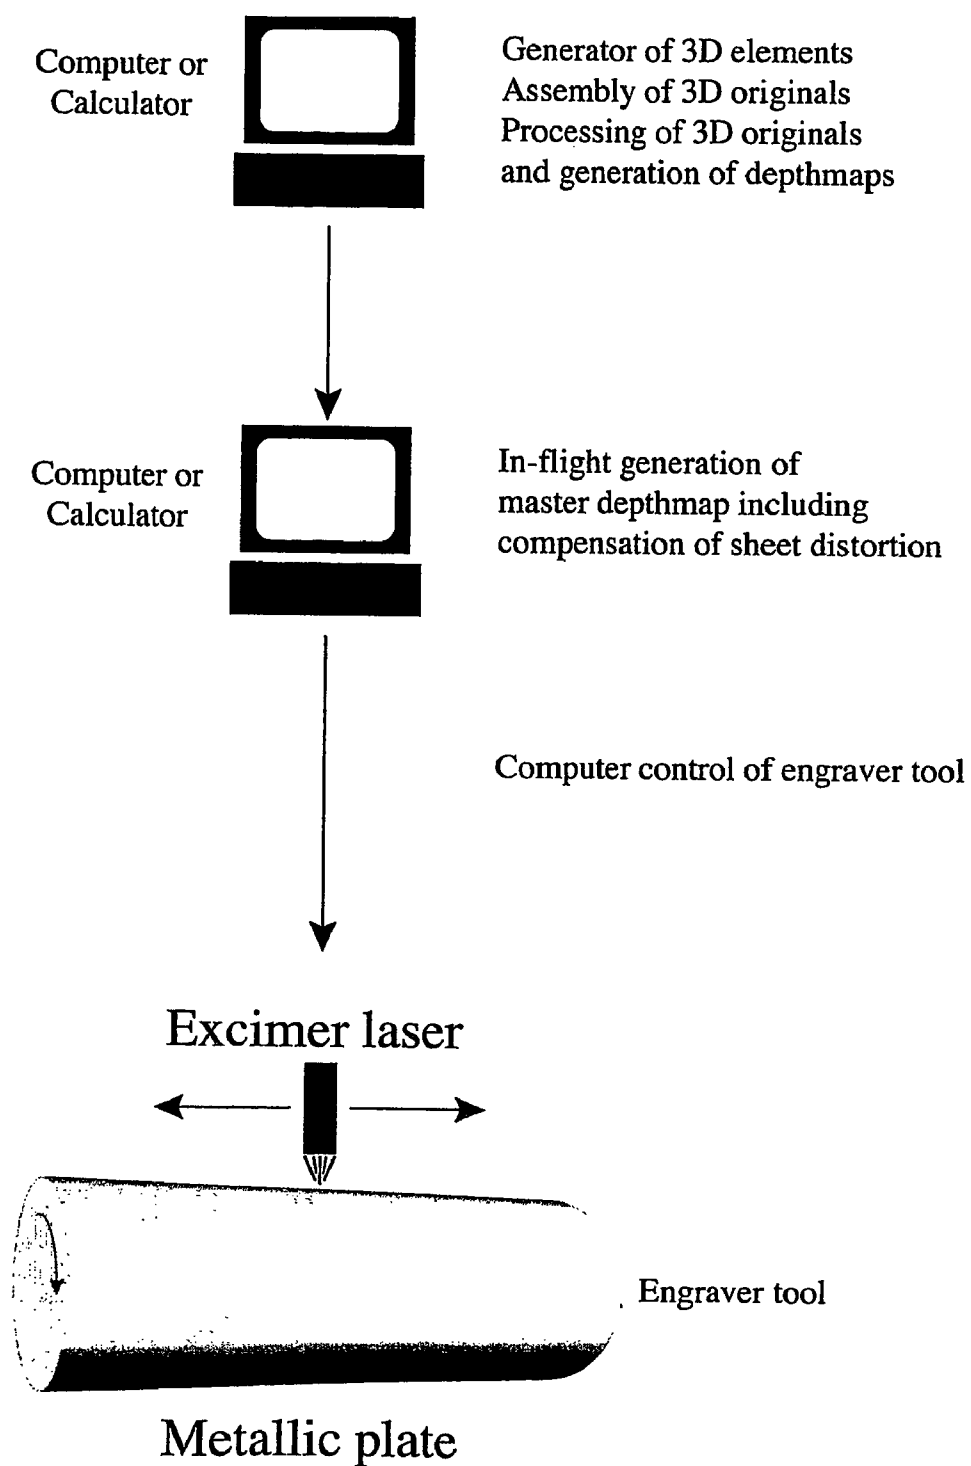 Computer or
Calculator
Generator of 3D elements
Assembly of 3D originals
Processing of 3D originals
and generation of depthmaps
Computer or
Calculator
In-flight generation of
master depthmap including
compensation of sheet distortion
Computer control of engraver tool
Excimer laser
Engraver tool
Metallic plate